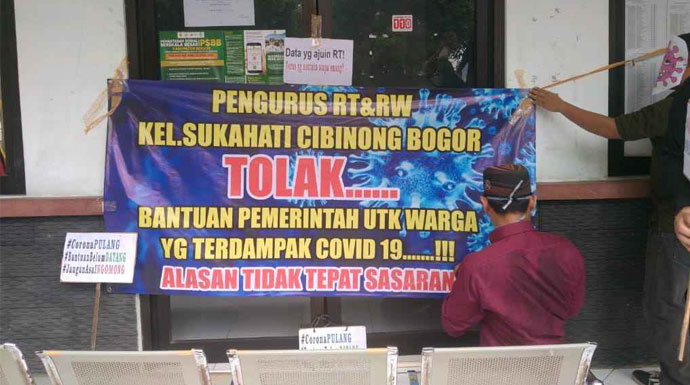 PSBB
Data yg ajuin RT!
PENGURUS RT&RW
KEL.SUKAHATI CIBINONG BOGOR
TOLAK......
BANTUAN PEMERINTAH UTK WARGA
YG TERDAMPAK COVID 19.......!!!
ALASAN TIDAK TEPAT SASARAN
#CoronaPULANG
#BantuanBelumDATANG
#JanganAsalNGOMONG
#CoronaPULANG